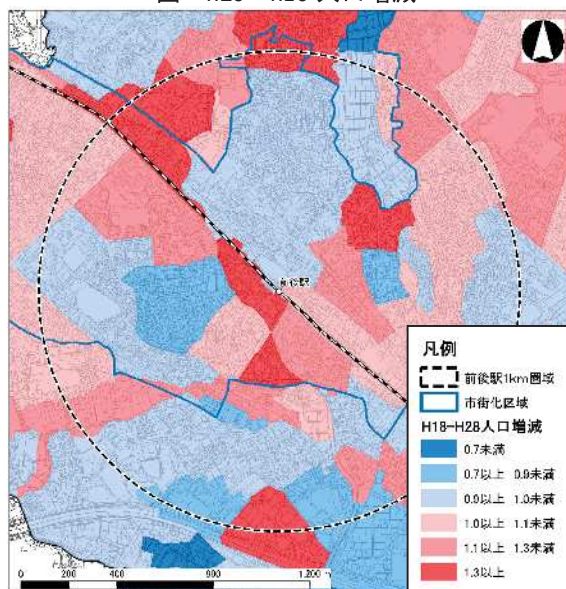 前後駅
凡例
前後駅1km圏域
市街化区域
H18-H28人口増減
0.7未満
0.7以上 0.9未満
0.9以上 1.0未満
1.0以上 1.1未満
1.1以上 1.3未満
1.3以上
0 200 400 800 1,200 m